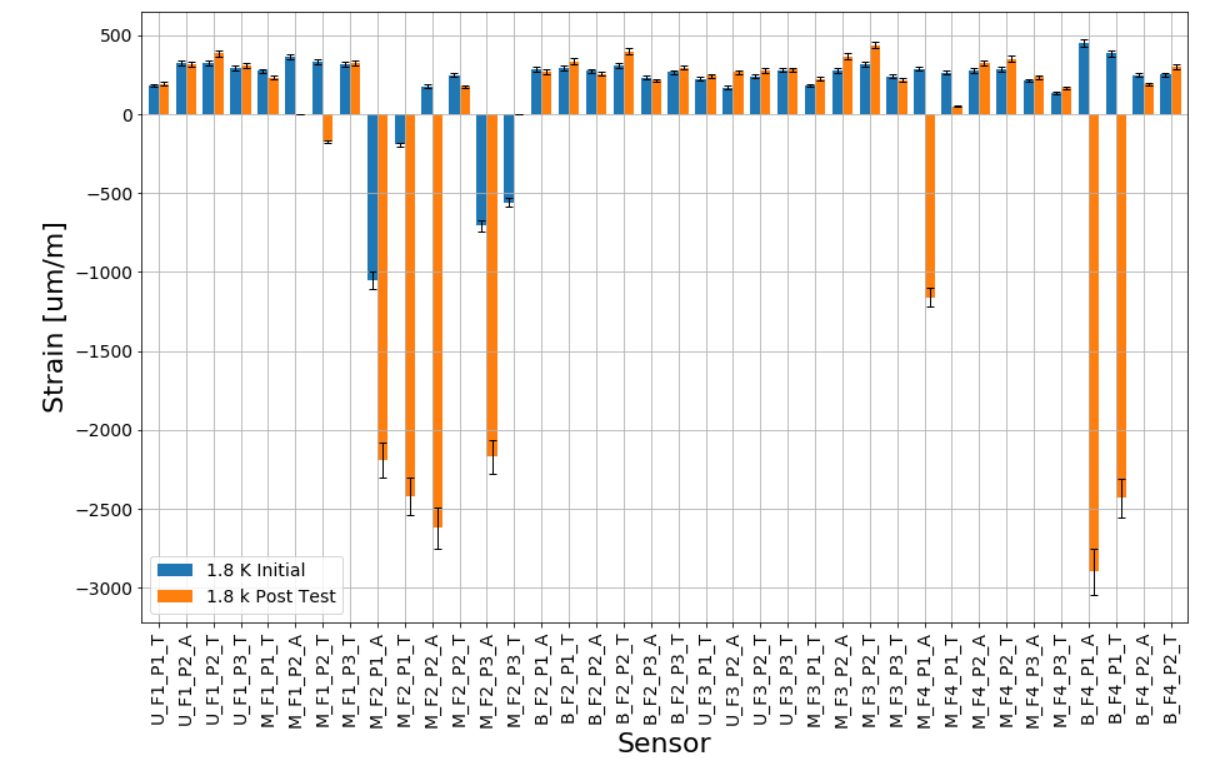 500
0
−500
−1000
−1500
−2000
−2500
−3000
Strain [um/m]
1.8 K Initial
1.8 k Post Test
U_F1_P1_T
U_F1_P2_A
U_F1_P2_T
U_F1_P3_T
M_F1_P1_T
M_F1_P2_A
M_F1_P2_T
M_F1_P3_T
M_F2_P1_A
M_F2_P1_T
M_F2_P2_A
M_F2_P2_T
M_F2_P3_A
M_F2_P3_T
B_F2_P1_A
B_F2_P1_T
B_F2_P2_A
B_F2_P2_T
B_F2_P3_A
B_F2_P3_T
U_F3_P1_T
U_F3_P2_A
U_F3_P2_T
U_F3_P3_T
M_F3_P1_T
M_F3_P2_A
M_F3_P2_T
M_F3_P3_T
M_F4_P1_A
M_F4_P1_T
M_F4_P2_A
M_F4_P2_T
M_F4_P3_A
M_F4_P3_T
B_F4_P1_A
B_F4_P1_T
B_F4_P2_A
B_F4_P2_T
Sensor